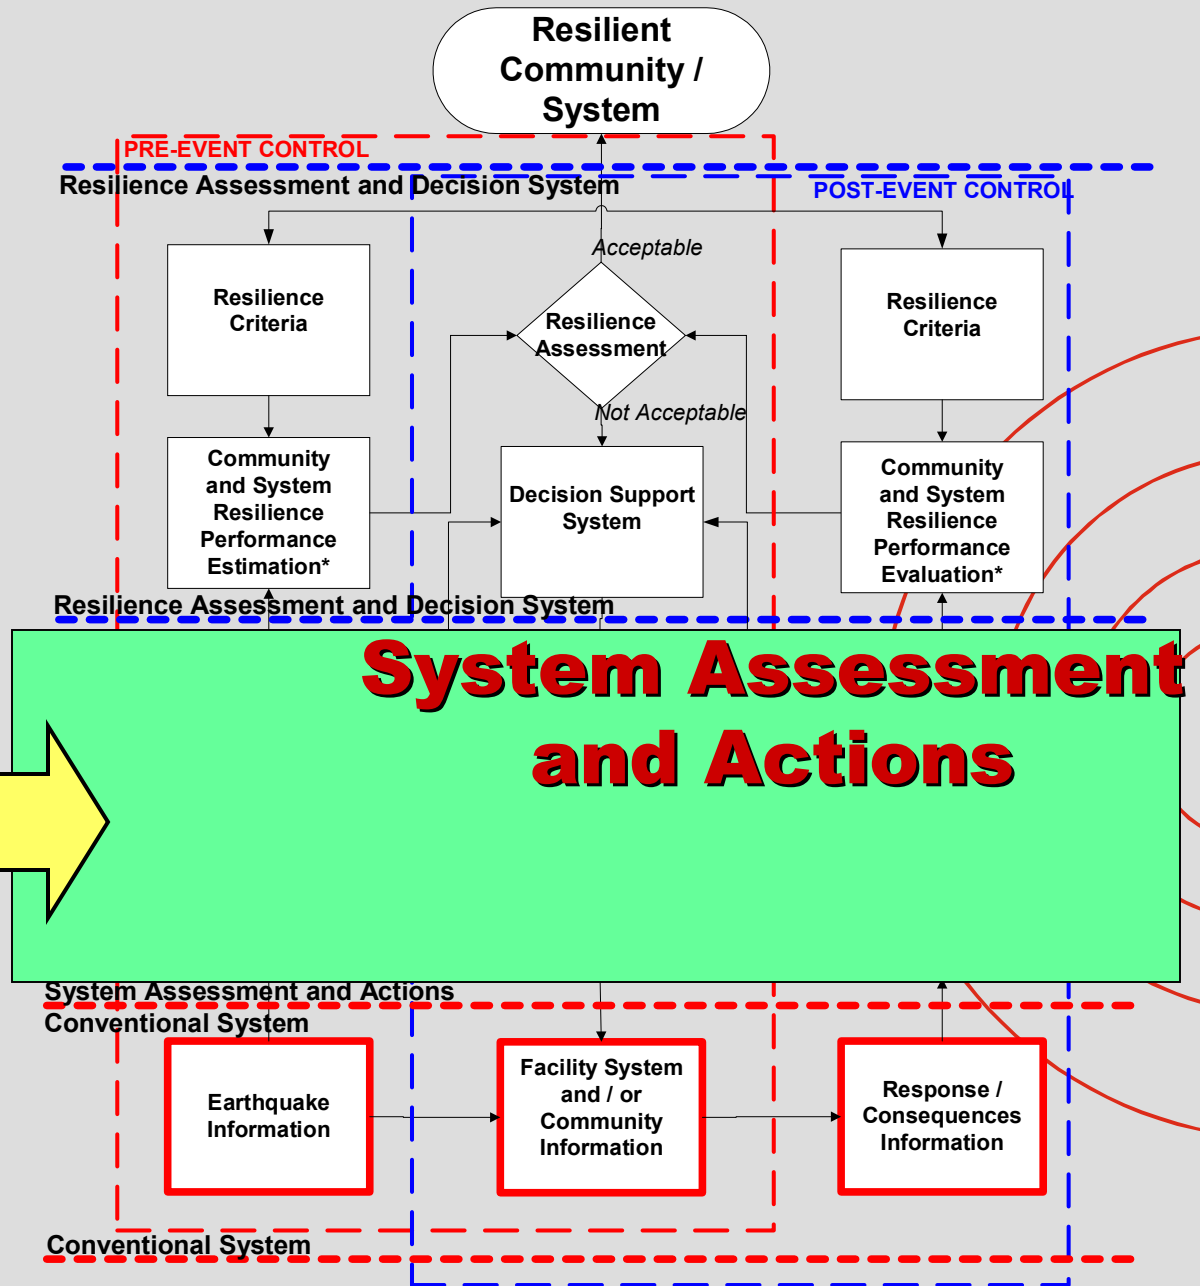 Resilient
Community /
System
PRE-EVENT CONTROL
Resilience Assessment and Decision System
POST-EVENT CONTROL
Acceptable
Resilience
Criteria
Resilience
Assessment
Resilience
Criteria
Not Acceptable
Community
and System
Resilience
Performance
Estimation*
Decision Support
System
Community
and System
Resilience
Performance
Evaluation*
Resilience Assessment and Decision System
System Assessment
and Actions
System Assessment and Actions
Conventional System
Earthquake
Information
Facility System
and / or
Community
Information
Response /
Consequences
Information
Conventional System